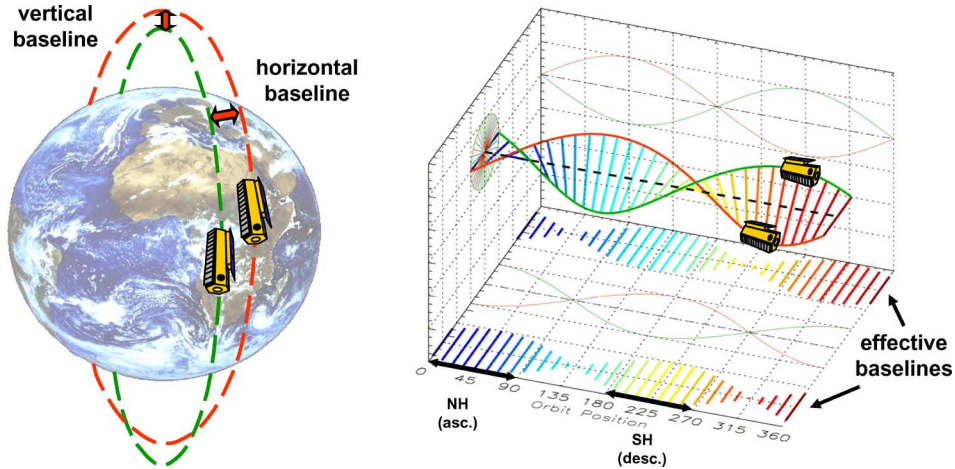 vertical
baseline
horizontal
baseline
effective
baselines
0
45
90
135
180
225
270
315
360
Orbit Position
NH
(asc.)
SH
(desc.)